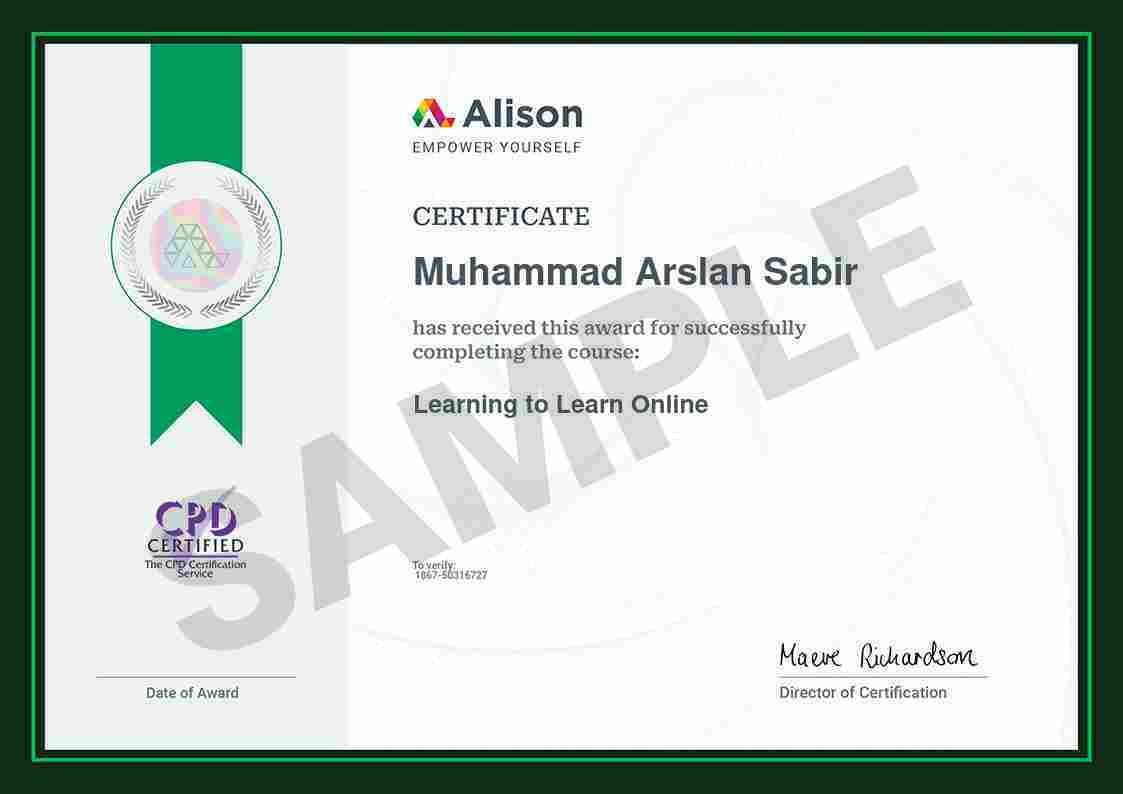 Alison
EMPOWER YOURSELF
CERTIFICATE
Muhammad Arslan Sabir
has received this award for successfully
completing the course:
Learning to Learn Online
SAMPLE
CPD
CERTIFIED
The CPD Certification
Service
To verify:
1867-50316727
Maeve Richardson
Date of Award
Director of Certification